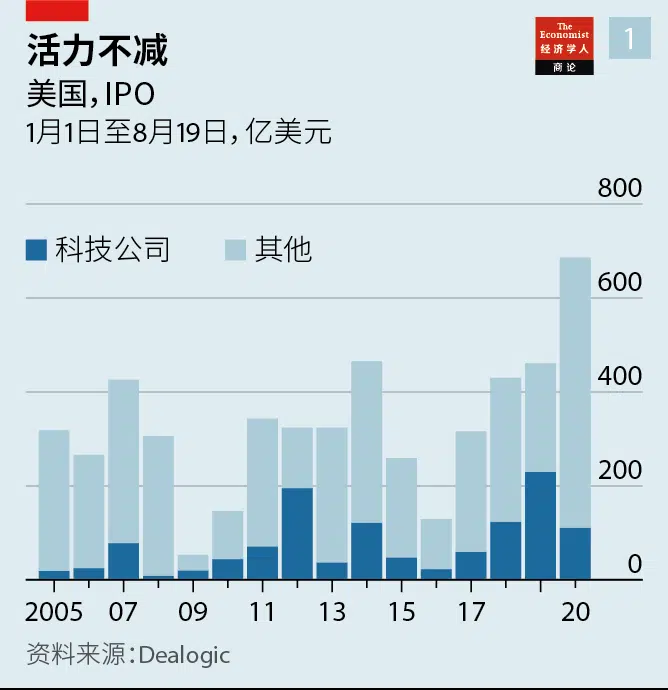 活力不减
美国，IPO
1月1日至8月19日，亿美元
The
Economist
经济学人
商论
1
800
科技公司
其他
600
400
200
0
2005 07 09 11 13 15 17 20
资料来源：Dealogic